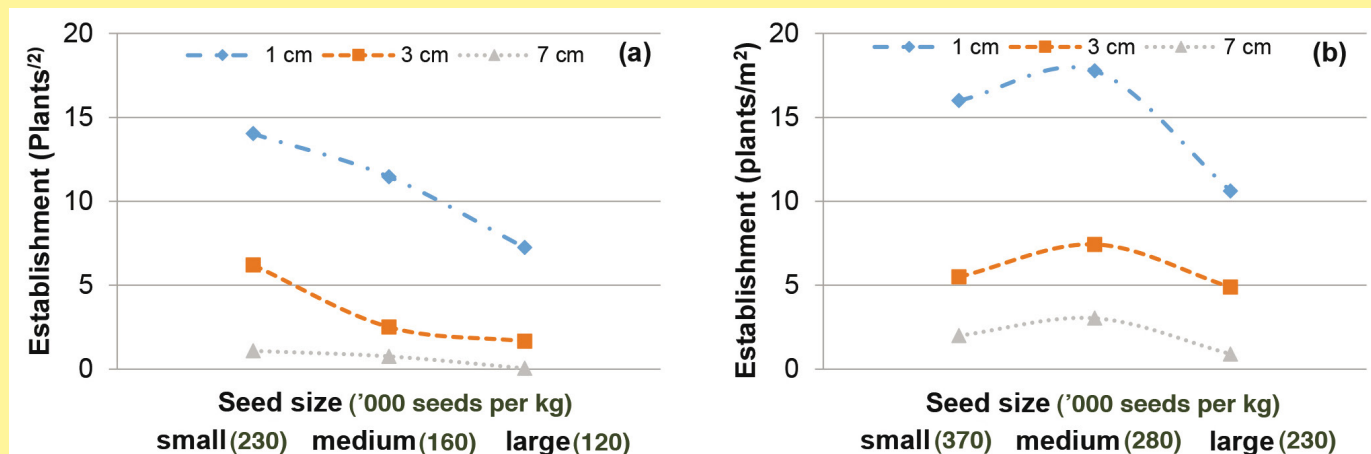 Establishment (Plants/²⁾
20
15
10
5
0
1 cm 3 cm 7 cm (a)
Seed size ('000 seeds per kg)
small (230) medium (160) large (120)
Establishment (plants/m²)
20
15
10
5
0
1 cm 3 cm 7 cm (b)
Seed size ('000 seeds per kg)
small (370) medium (280) large (230)